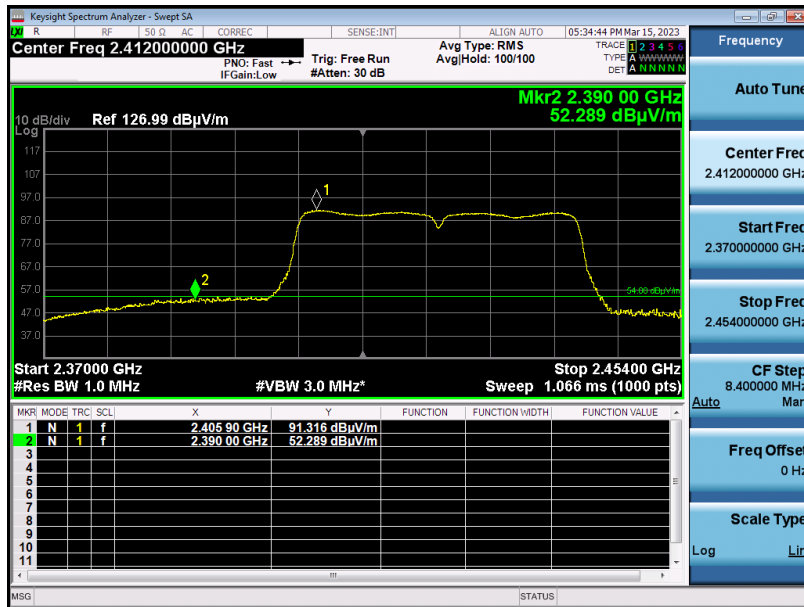 Keysight Spectrum Analyzer - Swept SA
LXI R RF 50 Ω AC CORREC SENSE:INT ALIGN AUTO 05:34:44 PM Mar 15, 2023
Center Freq 2.412000000 GHz
PNO: Fast
IFGain:Low
Trig: Free Run
#Atten: 30 dB
Avg Type: RMS
Avg|Hold: 100/100
TRACE 1 2 3 4 5 6
TYPE A WWWWW
DET A N N N N N
Mkr2 2.390 00 GHz
52.289 dBµV/m
10 dB/div
Log
Ref 126.99 dBµV/m
117
107
97.0
87.0
77.0
67.0
57.0
47.0
37.0
1
2
54.00 dBµV/m
Start 2.37000 GHz
Stop 2.45400 GHz
#Res BW 1.0 MHz
#VBW 3.0 MHz*
Sweep 1.066 ms (1000 pts)
MKR MODE TRC SCL X Y FUNCTION FUNCTION WIDTH FUNCTION VALUE
1 N 1 f 2.405 90 GHz 91.316 dBµV/m
2 N 1 f 2.390 00 GHz 52.289 dBµV/m
3
4
5
6
7
8
9
10
11
MSG
STATUS
Frequency
Auto Tune
Center Freq
2.412000000 GHz
Start Freq
2.370000000 GHz
Stop Freq
2.454000000 GHz
CF Step
8.400000 MHz
Auto Man
Freq Offset
0 Hz
Scale Type
Log Lin